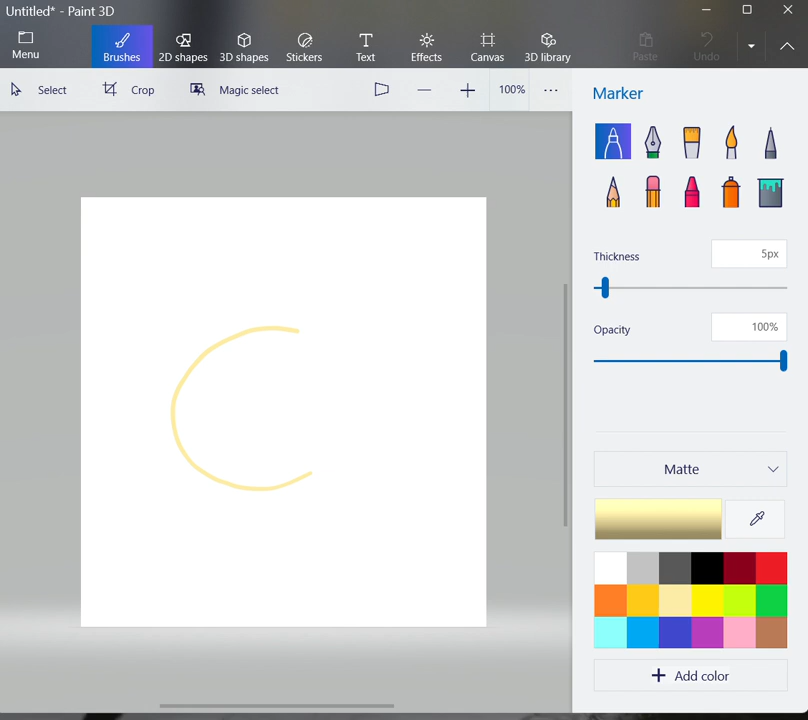 Untitled* - Paint 3D
Menu
Brushes
2D shapes
3D shapes
Stickers
Text
Effects
Canvas
3D library
Paste
Undo
Select
Crop
Magic select
100%
Marker
Thickness
5px
Opacity
100%
Matte
Add color
C